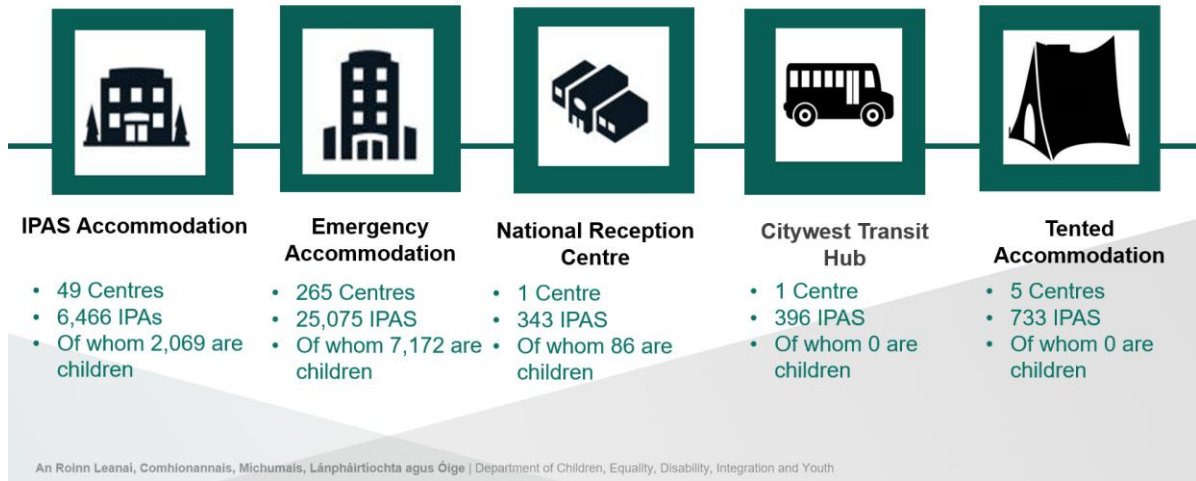 IPAS Accommodation
• 49 Centres
• 6,466 IPAs
• Of whom 2,069 are
children
Emergency
Accommodation
• 265 Centres
• 25,075 IPAS
• Of whom 7,172 are
children
National Reception
Centre
• 1 Centre
• 343 IPAS
• Of whom 86 are
children
Citywest Transit
Hub
• 1 Centre
• 396 IPAS
• Of whom 0 are
children
Tented
Accommodation
• 5 Centres
• 733 IPAS
• Of whom 0 are
children
An Roinn Leanai, Comhionannais, Michumais, Lánpháirtiochta agus Óige | Department of Children, Equality, Disability, Integration and Youth